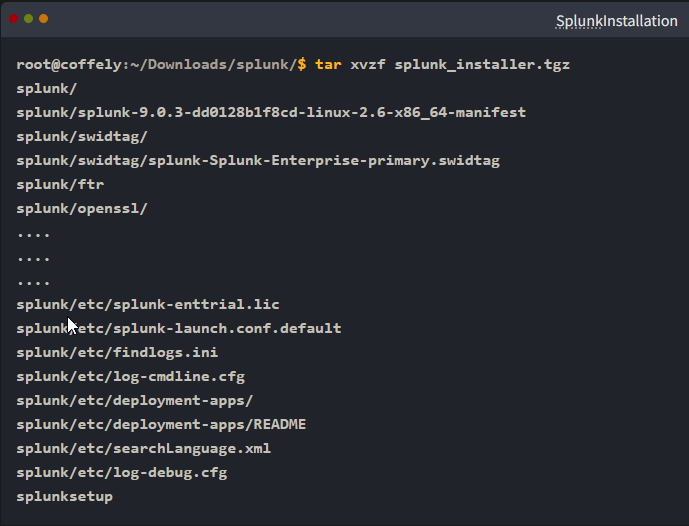 SplunkInstallation
root@coffely:~/Downloads/splunk/$ tar xvzf splunk_installer.tgz
splunk/
splunk/splunk-9.0.3-dd0128b1f8cd-linux-2.6-x86_64-manifest
splunk/swidtag/
splunk/swidtag/splunk-Splunk-Enterprise-primary.swidtag
splunk/ftr
splunk/openssl/
....
....
....
splunk/etc/splunk-enttrial.lic
splunk/etc/splunk-launch.conf.default
splunk/etc/findlogs.ini
splunk/etc/log-cmdline.cfg
splunk/etc/deployment-apps/
splunk/etc/deployment-apps/README
splunk/etc/searchLanguage.xml
splunk/etc/log-debug.cfg
splunksetup